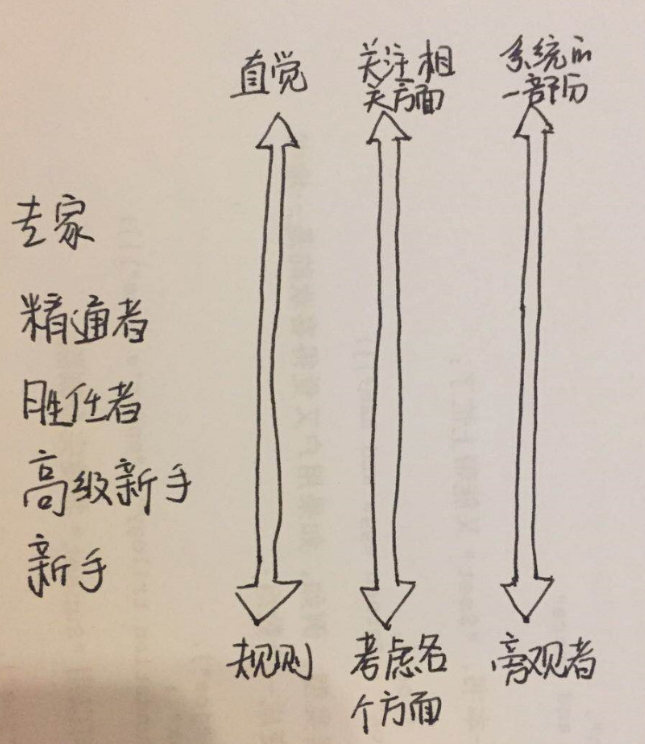 直觉
关注相
关方面
系统的
一部分
专家
精通者
胜任者
高级新手
新手
规则
考虑各
个方面
旁观者